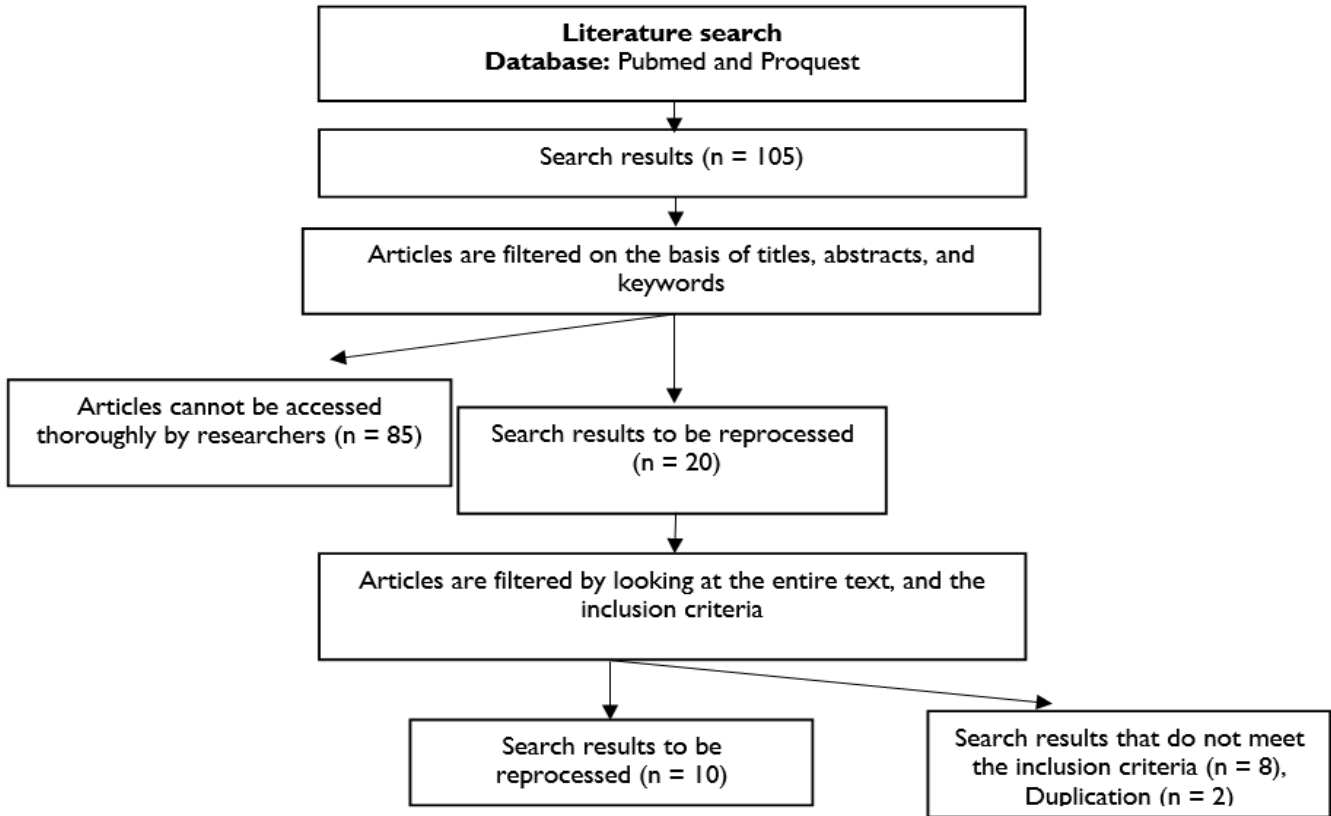 Literature search
Database: Pubmed and Proquest
Search results (n = 105)
Articles are filtered on the basis of titles, abstracts, and
keywords
Articles cannot be accessed
thoroughly by researchers (n = 85)
Search results to be reprocessed
(n = 20)
Articles are filtered by looking at the entire text, and the
inclusion criteria
Search results to be
reprocessed (n = 10)
Search results that do not meet
the inclusion criteria (n = 8),
Duplication (n = 2)